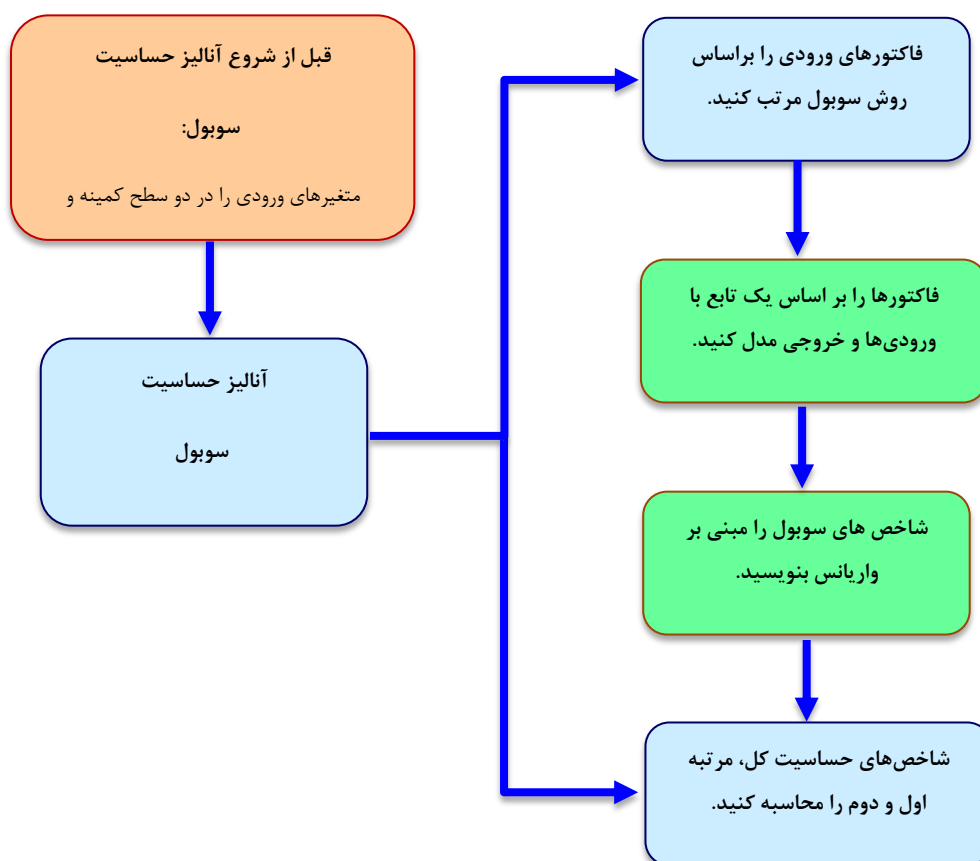 قبل از شروع آنالیز حساسیت
سوبول:
متغیرهای ورودی را در دو سطح کمینه و
آنالیز حساسیت
سوبول
فاکتورهای ورودی را براساس
روش سوبول مرتب کنید.
فاکتورها را بر اساس یک تابع با
ورودی‌ها و خروجی مدل کنید.
شاخص های سوبول را مبنی بر
واریانس بنویسید.
شاخص‌های حساسیت کل، مرتبه
اول و دوم را محاسبه کنید.